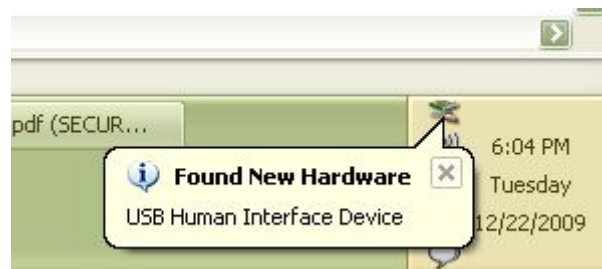 pdf (SECUR...
Found New Hardware
USB Human Interface Device
6:04 PM
Tuesday
12/22/2009